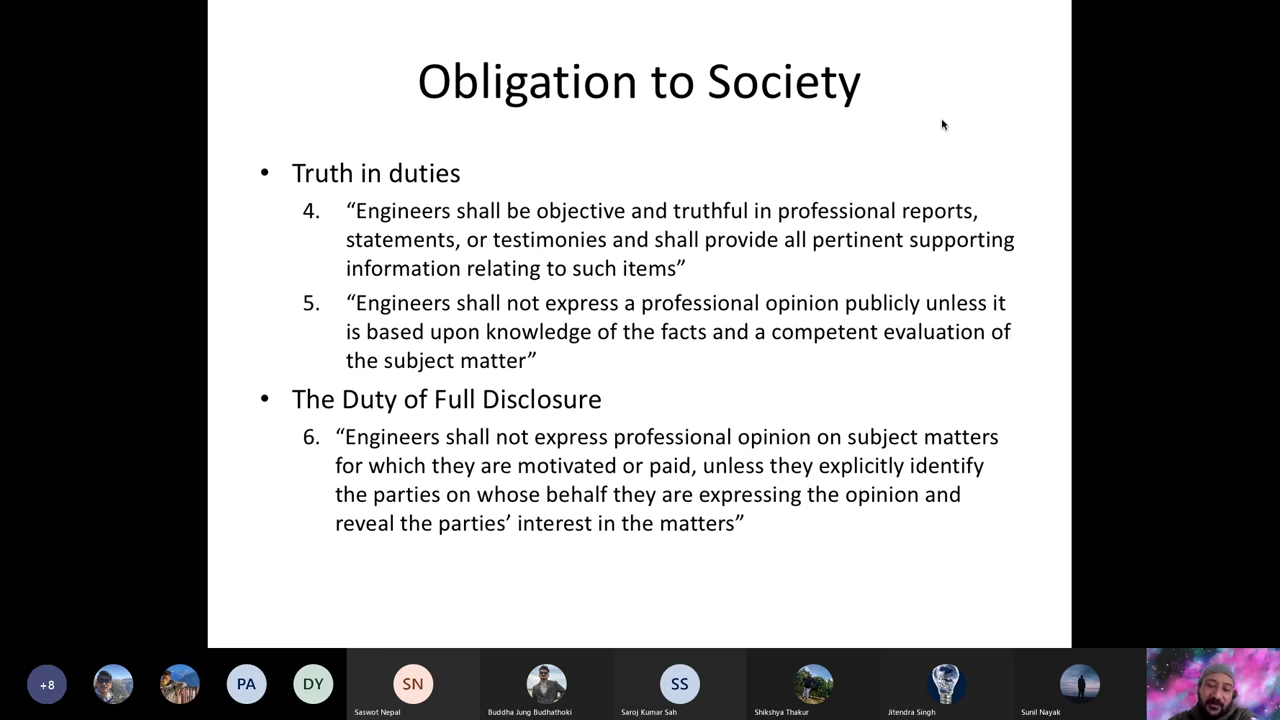 Obligation to Society
• Truth in duties
4. “Engineers shall be objective and truthful in professional reports,
statements, or testimonies and shall provide all pertinent supporting
information relating to such items”
5. “Engineers shall not express a professional opinion publicly unless it
is based upon knowledge of the facts and a competent evaluation of
the subject matter”
• The Duty of Full Disclosure
6. “Engineers shall not express professional opinion on subject matters
for which they are motivated or paid, unless they explicitly identify
the parties on whose behalf they are expressing the opinion and
reveal the parties’ interest in the matters”
+8
PA
DY
SN
SS
Saswot Nepal
Buddha Jung Budhathoki
Saroj Kumar Sah
Shikshya Thakur
Jitendra Singh
Sunil Nayak